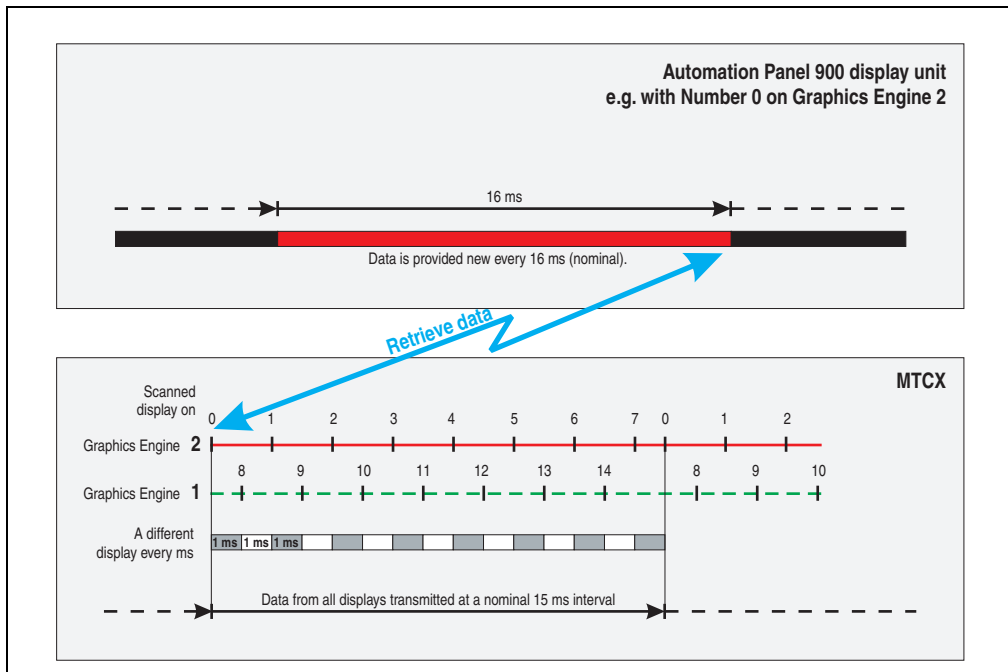 Automation Panel 900 display unit
e.g. with Number 0 on Graphics Engine 2
16 ms
Data is provided new every 16 ms (nominal).
Retrieve data
MTCX
Scanned
display on
0 1 2 3 4 5 6 7 0 1 2
Graphics Engine 2
8 9 10 11 12 13 14 8 9 10
Graphics Engine 1
A different
display every ms
1 ms 1 ms 1 ms
Data from all displays transmitted at a nominal 15 ms interval